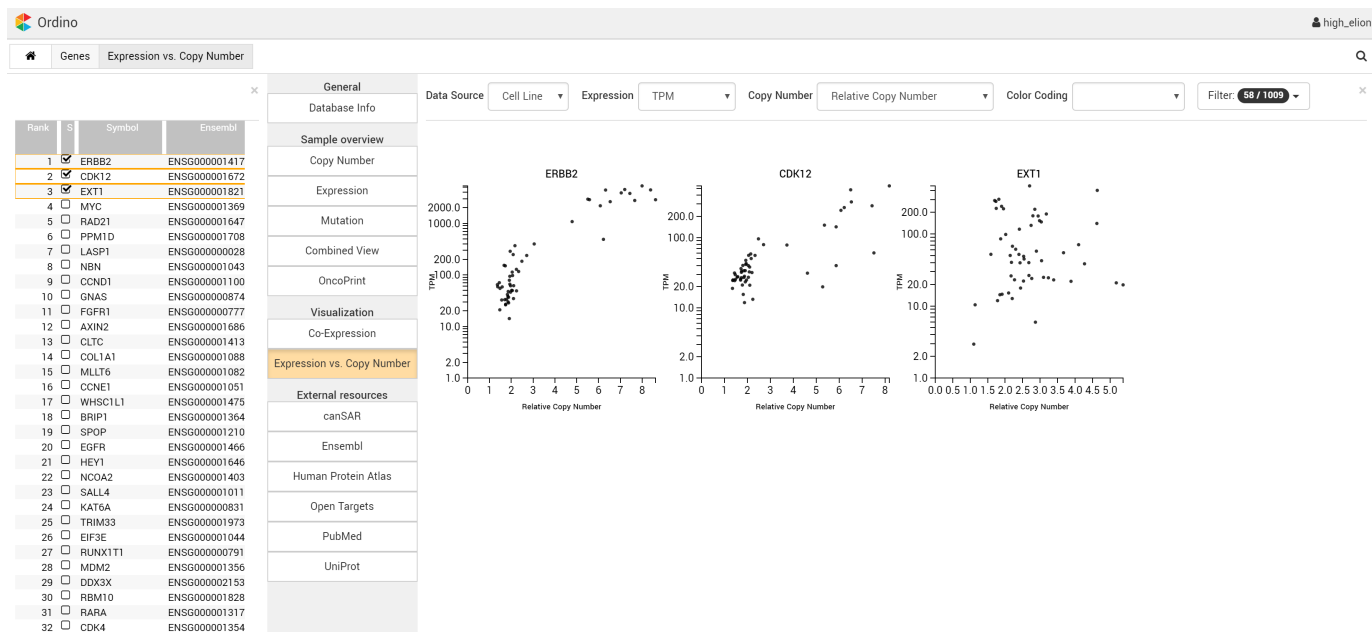 Ordino
high_elion
Genes
Expression vs. Copy Number
×
General
Data Source Cell Line Expression TPM Copy Number Relative Copy Number Color Coding Filter: 58 / 1009
×
Database Info
Rank S Symbol Ensembl
1 ERBB2 ENSG000001417
2 CDK12 ENSG000001672
3 EXT1 ENSG000001821
4 MYC ENSG000001369
5 RAD21 ENSG000001647
6 PPM1D ENSG000001708
7 LASP1 ENSG000000028
8 NBN ENSG000001043
9 CCND1 ENSG000001100
10 GNAS ENSG000000874
11 FGFR1 ENSG000000777
12 AXIN2 ENSG000001686
13 CLTC ENSG000001413
14 COL1A1 ENSG000001088
15 MLLT6 ENSG000001082
16 CCNE1 ENSG000001051
17 WHSC1L1 ENSG000001475
18 BRIP1 ENSG000001364
19 SPOP ENSG000001210
20 EGFR ENSG000001466
21 HEY1 ENSG000001646
22 NCOA2 ENSG000001403
23 SALL4 ENSG000001011
24 KAT6A ENSG000000831
25 TRIM33 ENSG000001973
26 EIF3E ENSG000001044
27 RUNX1T1 ENSG000000791
28 MDM2 ENSG000001356
29 DDX3X ENSG000002153
30 RBM10 ENSG000001828
31 RARA ENSG000001317
32 CDK4 ENSG000001354
Sample overview
Copy Number
Expression
Mutation
Combined View
OncoPrint
Visualization
Co-Expression
Expression vs. Copy Number
External resources
canSAR
Ensembl
Human Protein Atlas
Open Targets
PubMed
UniProt
ERBB2
2000.0
1000.0
200.0
100.0
20.0
10.0
2.0
1.0
TPM
0 1 2 3 4 5 6 7 8
Relative Copy Number
CDK12
200.0
100.0
20.0
10.0
2.0
1.0
TPM
0 1 2 3 4 5 6 7 8
Relative Copy Number
EXT1
200.0
100.0
20.0
10.0
2.0
1.0
TPM
0.0 0.5 1.0 1.5 2.0 2.5 3.0 3.5 4.0 4.5 5.0
Relative Copy Number